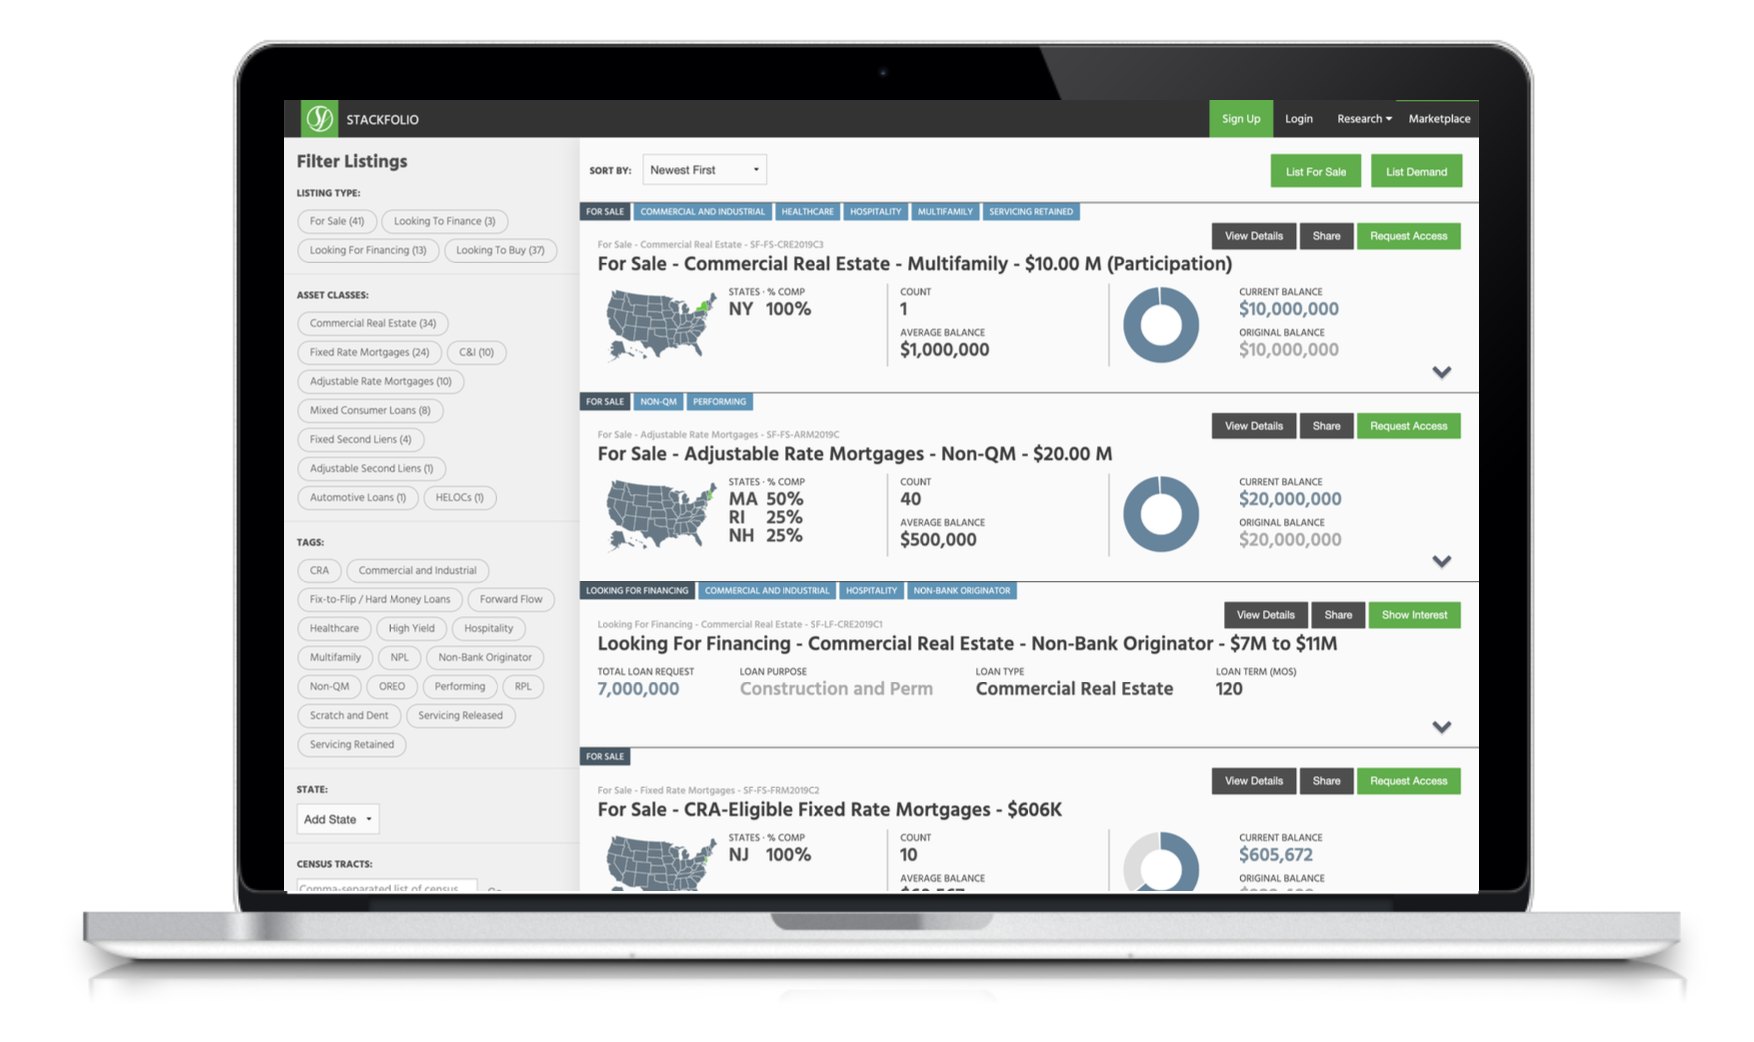 STACKFOLIO
Sign Up Login Research Marketplace
Filter Listings
LISTING TYPE:
For Sale (41) Looking To Finance (3)
Looking For Financing (13) Looking To Buy (37)
ASSET CLASSES:
Commercial Real Estate (34)
Fixed Rate Mortgages (24) C&I (10)
Adjustable Rate Mortgages (10)
Mixed Consumer Loans (8)
Fixed Second Liens (4)
Adjustable Second Liens (1)
Automotive Loans (1) HELOCs (1)
TAGS:
CRA Commercial and Industrial
Fix-to-Flip / Hard Money Loans Forward Flow
Healthcare High Yield Hospitality
Multifamily NPL Non-Bank Originator
Non-QM OREO Performing RPL
Scratch and Dent Servicing Released
Servicing Retained
STATE:
Add State
CENSUS TRACTS:
Comma-separated list of census
SORT BY: Newest First
List For Sale List Demand
FOR SALE COMMERCIAL AND INDUSTRIAL HEALTHCARE HOSPITALITY MULTIFAMILY SERVICING RETAINED
View Details Share Request Access
For Sale - Commercial Real Estate - SF-FS-CRE2019C3
For Sale - Commercial Real Estate - Multifamily - $10.00 M (Participation)
STATES · % COMP
NY 100%
COUNT
1
AVERAGE BALANCE
$1,000,000
CURRENT BALANCE
$10,000,000
ORIGINAL BALANCE
$10,000,000
FOR SALE NON-QM PERFORMING
View Details Share Request Access
For Sale - Adjustable Rate Mortgages - SF-FS-ARM2019C
For Sale - Adjustable Rate Mortgages - Non-QM - $20.00 M
STATES · % COMP
MA 50%
RI 25%
NH 25%
COUNT
40
AVERAGE BALANCE
$500,000
CURRENT BALANCE
$20,000,000
ORIGINAL BALANCE
$20,000,000
LOOKING FOR FINANCING COMMERCIAL AND INDUSTRIAL HOSPITALITY NON-BANK ORIGINATOR
View Details Share Show Interest
Looking For Financing - Commercial Real Estate - SF-LF-CRE2019C1
Looking For Financing - Commercial Real Estate - Non-Bank Originator - $7M to $11M
TOTAL LOAN REQUEST
7,000,000
LOAN PURPOSE
Construction and Perm
LOAN TYPE
Commercial Real Estate
LOAN TERM (MOS)
120
FOR SALE
View Details Share Request Access
For Sale - Fixed Rate Mortgages - SF-FS-FRM2019C2
For Sale - CRA-Eligible Fixed Rate Mortgages - $606K
STATES · % COMP
NJ 100%
COUNT
10
AVERAGE BALANCE
CURRENT BALANCE
$605,672
ORIGINAL BALANCE